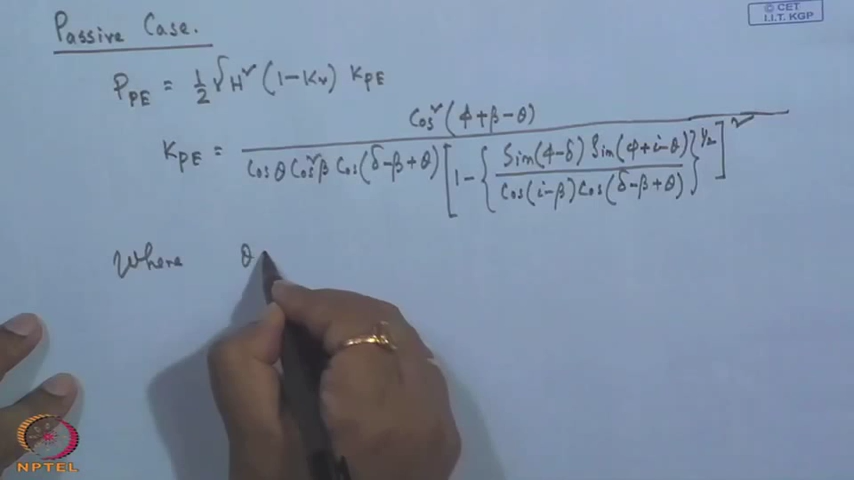 © CET
I.I.T. KGP
Passive Case.
P_PE = 1/2 √H² (1-Kv) K_PE
K_PE = Cos²(ϕ+β-θ) / Cosθ Cos²β Cos(δ-β+θ) [1-{Sin(ϕ-δ) Sin(ϕ+i-θ) / Cos(i-β) Cos(δ-β+θ)}^1/2]²
Where θ
NPTEL